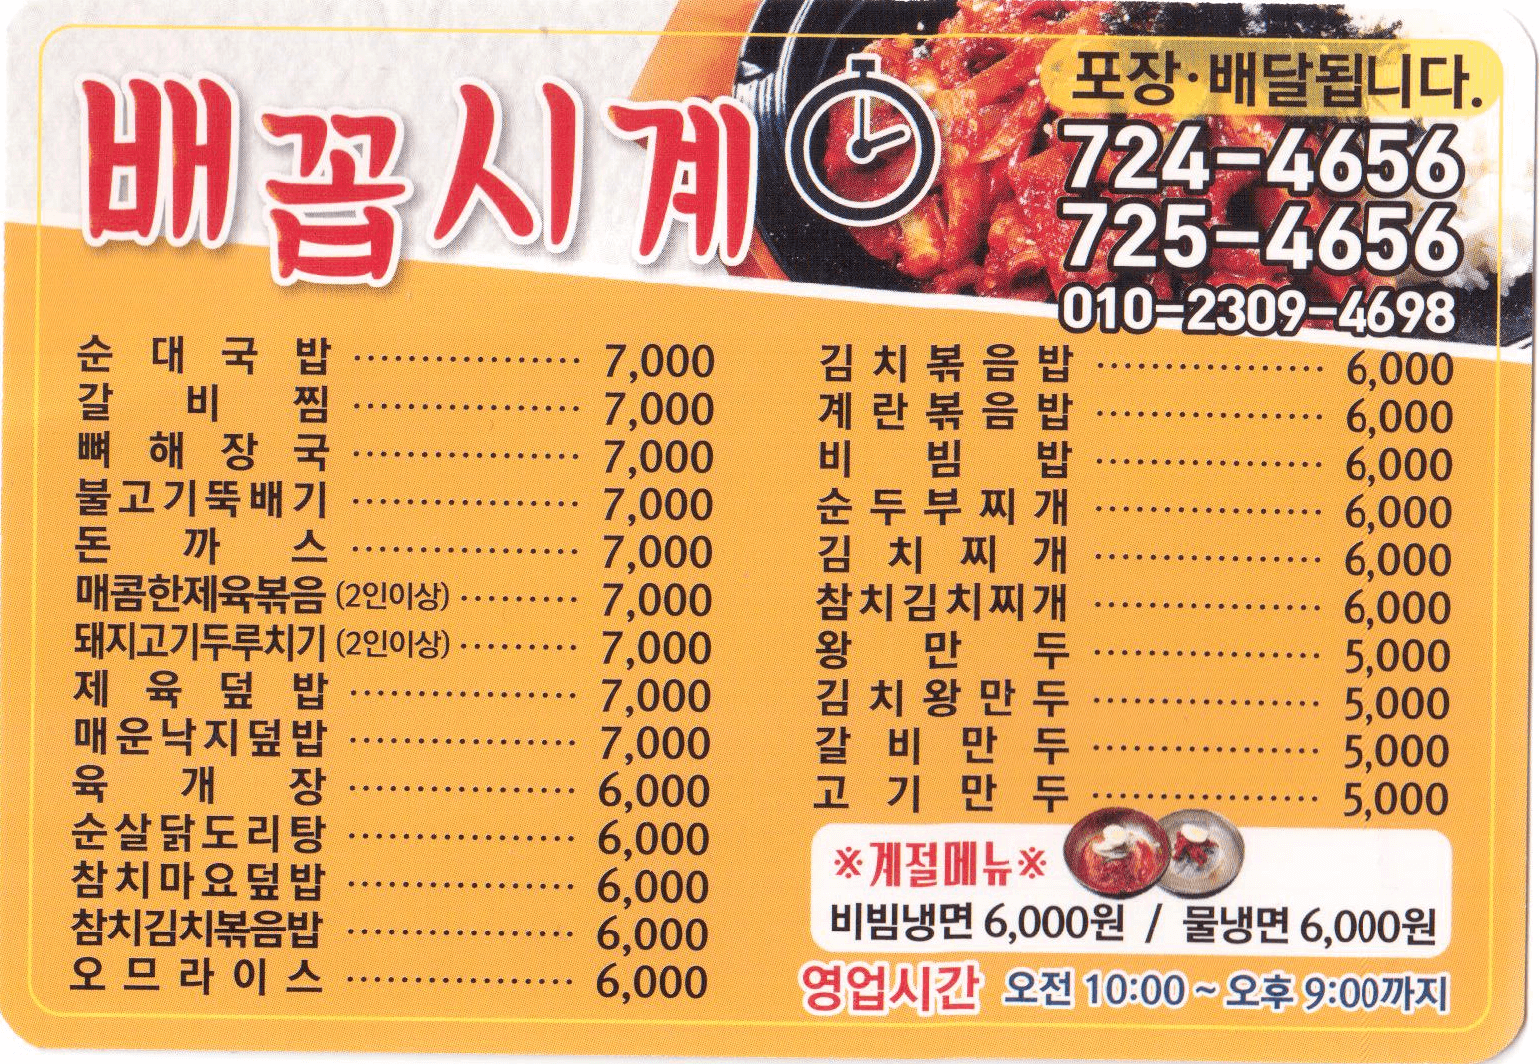 배꼽시계
포장·배달됩니다.
724-4656
725-4656
010-2309-4698
순대국밥 7,000
갈비찜 7,000
뼈해장국 7,000
불고기뚝배기 7,000
돈까스 7,000
매콤한제육볶음 (2인이상) 7,000
돼지고기두루치기 (2인이상) 7,000
제육덮밥 7,000
매운낙지덮밥 7,000
육개장 6,000
순살닭도리탕 6,000
참치마요덮밥 6,000
참치김치볶음밥 6,000
오므라이스 6,000
김치볶음밥 6,000
계란볶음밥 6,000
비빔밥 6,000
순두부찌개 6,000
김치찌개 6,000
참치김치찌개 6,000
왕만두 5,000
김치왕만두 5,000
갈비만두 5,000
고기만두 5,000
※계절메뉴※
비빔냉면 6,000원 / 물냉면 6,000원
영업시간 오전 10:00 ~ 오후 9:00까지